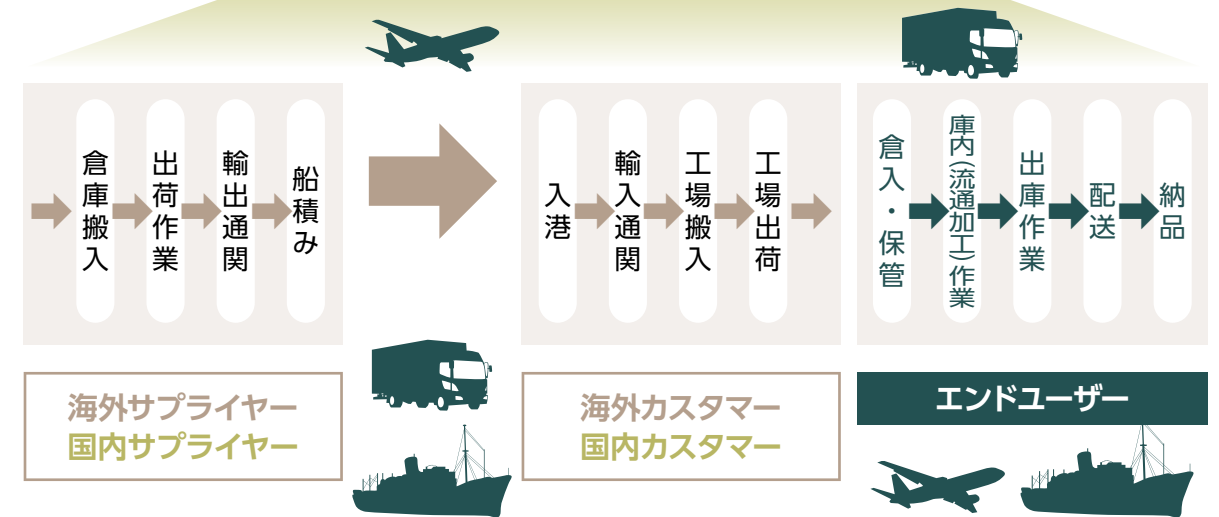 倉庫搬入
出荷作業
輸出通関
船積み
入港
輸入通関
工場搬入
工場出荷
倉入・保管
庫内(流通加工)作業
出庫作業
配送
納品
海外サプライヤー
国内サプライヤー
海外カスタマー
国内カスタマー
エンドユーザー